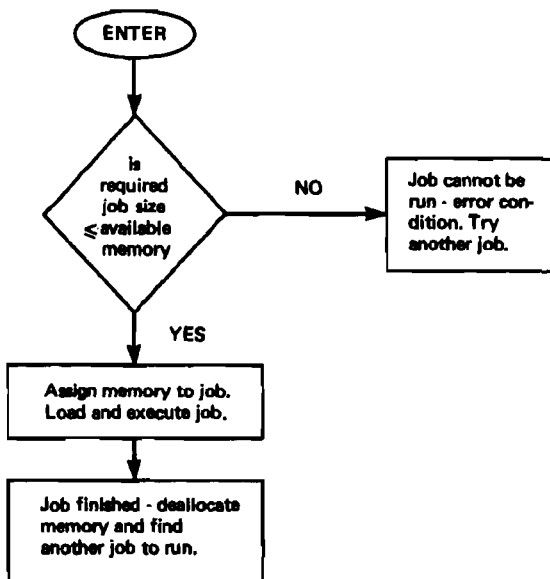 ENTER
is
required
job size
⩽ available
memory
NO
Job cannot be
run - error con-
dition. Try
another job.
YES
Assign memory to job.
Load and execute job.
Job finished - deallocate
memory and find
another job to run.